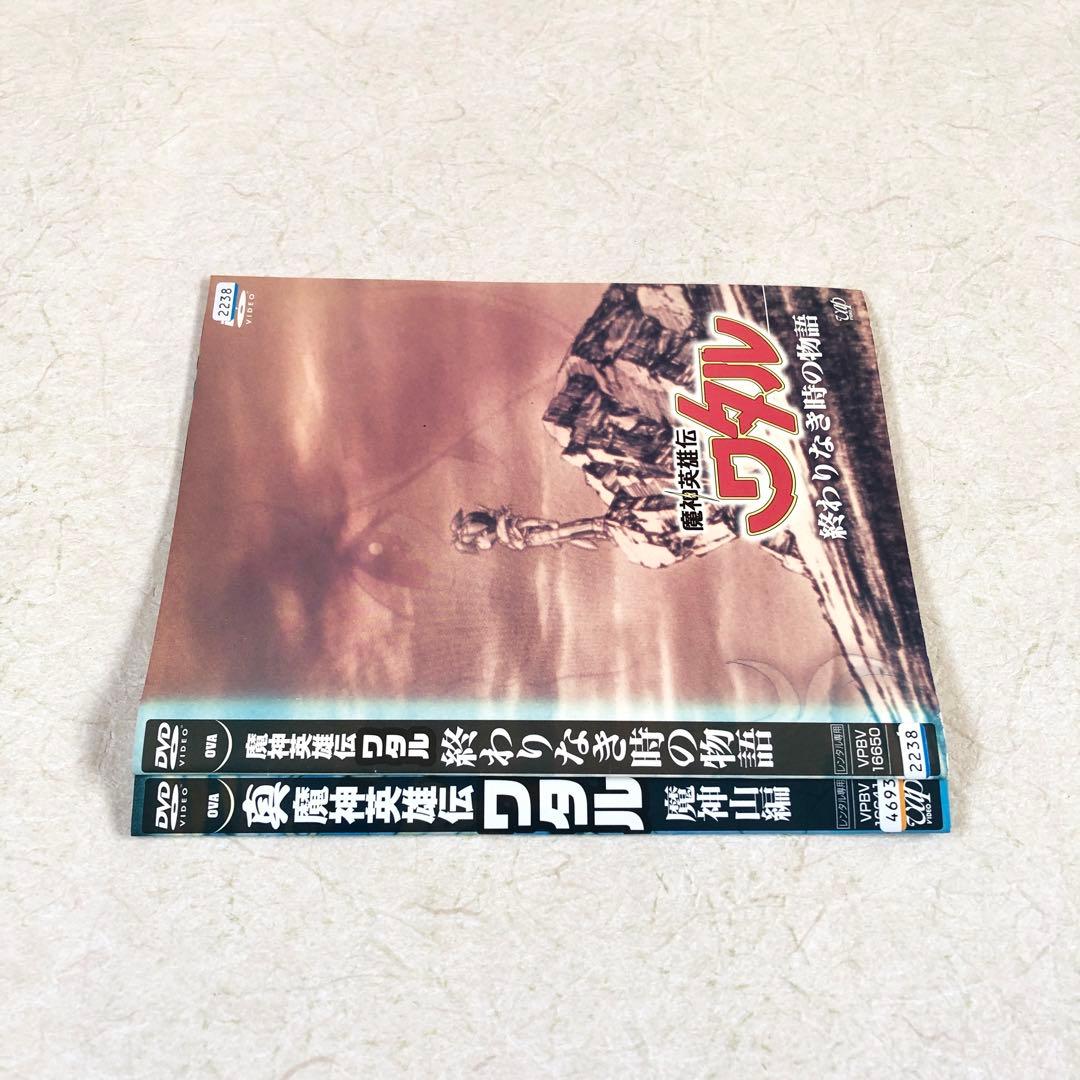 2238
VIDEO
vap
VIDEO
魔神英雄伝
ワタル
終わりなき時の物語
DVD
VIDEO
OVA
魔神英雄伝ワタル 終わりなき時の物語
レンタル専用
VPBV
16650
2238
DVD
VIDEO
OVA
真魔神英雄伝ワタル 魔神山編
レンタル専用
VPBV
4693
vap
VIDEO